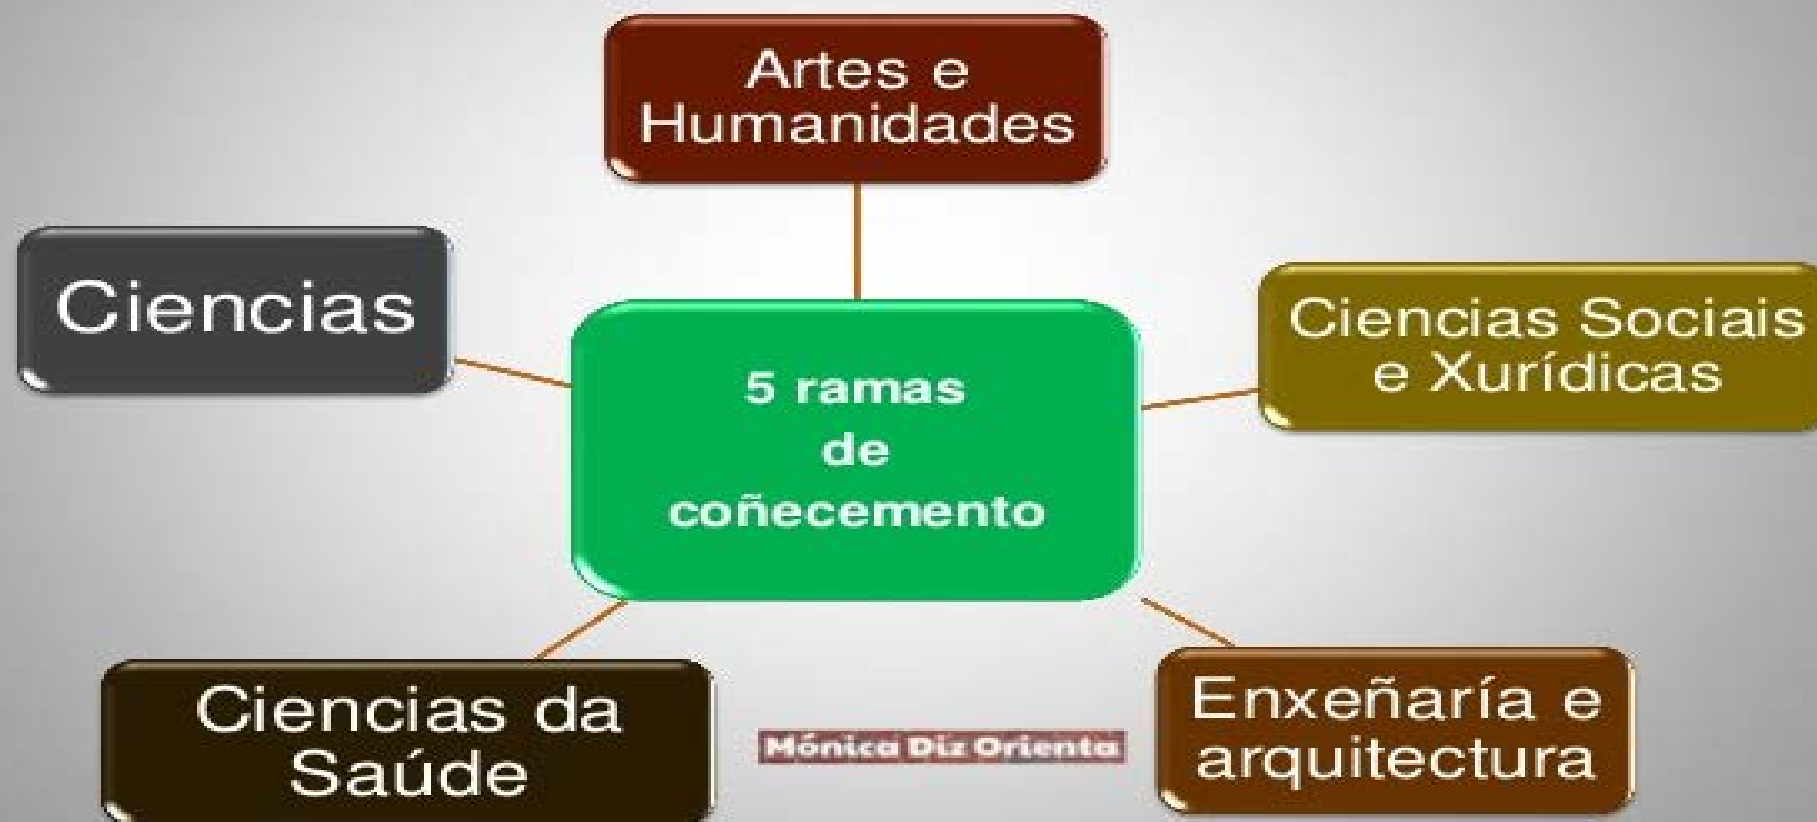 Artes e
Humanidades
Ciencias
Ciencias Sociais
e Xurídicas
5 ramas
de
coñecemento
Ciencias da
Saúde
Mónica Diz Orienta
Enxeñaría e
arquitectura